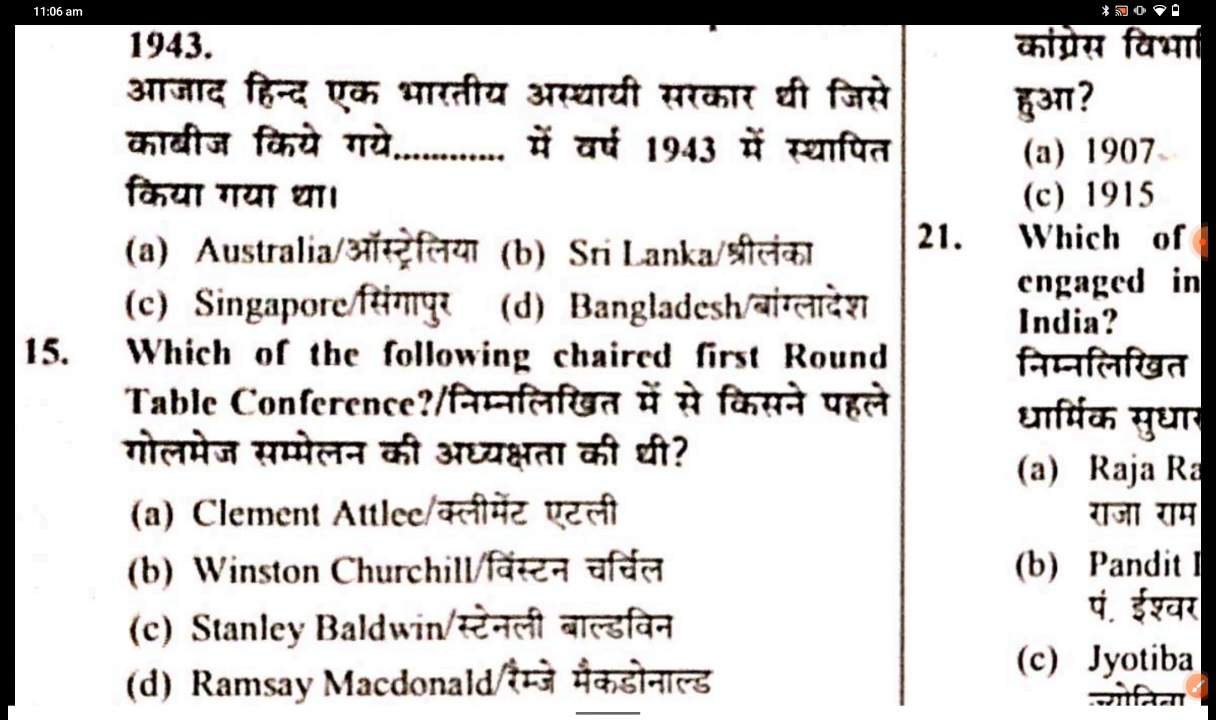 11:06 am
1943.
आजाद हिन्द एक भारतीय अस्थायी सरकार थी जिसे
काबीज किये गये............ में वर्ष 1943 में स्थापित
किया गया था।
(a) Australia/ऑस्ट्रेलिया (b) Sri Lanka/श्रीलंका
(c) Singapore/सिंगापुर (d) Bangladesh/बांग्लादेश
15. Which of the following chaired first Round
Table Conference?/निम्नलिखित में से किसने पहले
गोलमेज सम्मेलन की अध्यक्षता की थी?
(a) Clement Attlee/क्लीमेंट एटली
(b) Winston Churchill/विंस्टन चर्चिल
(c) Stanley Baldwin/स्टेनली बाल्डविन
(d) Ramsay Macdonald/रैम्जे मैकडोनाल्ड
कांग्रेस
हुआ?
(a) 1907
(c) 1915
21. Which of
engaged in
India?
निम्नलिखित
धार्मिक
(a) Raja
राजा राम
(b) Pandit
पं. ईश्वर
(c) Jyotiba